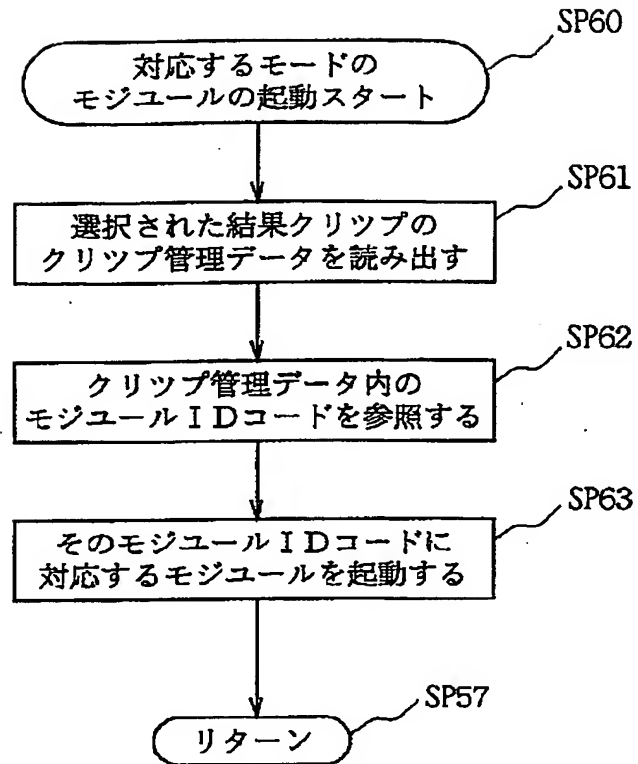 SP60
対応するモードの
モジユールの起動スタート
SP61
選択された結果クリツプの
クリツプ管理データを読み出す
SP62
クリツプ管理データ内の
モジユールＩＤコードを参照する
SP63
そのモジユールＩＤコードに
対応するモジユールを起動する
SP57
リターン